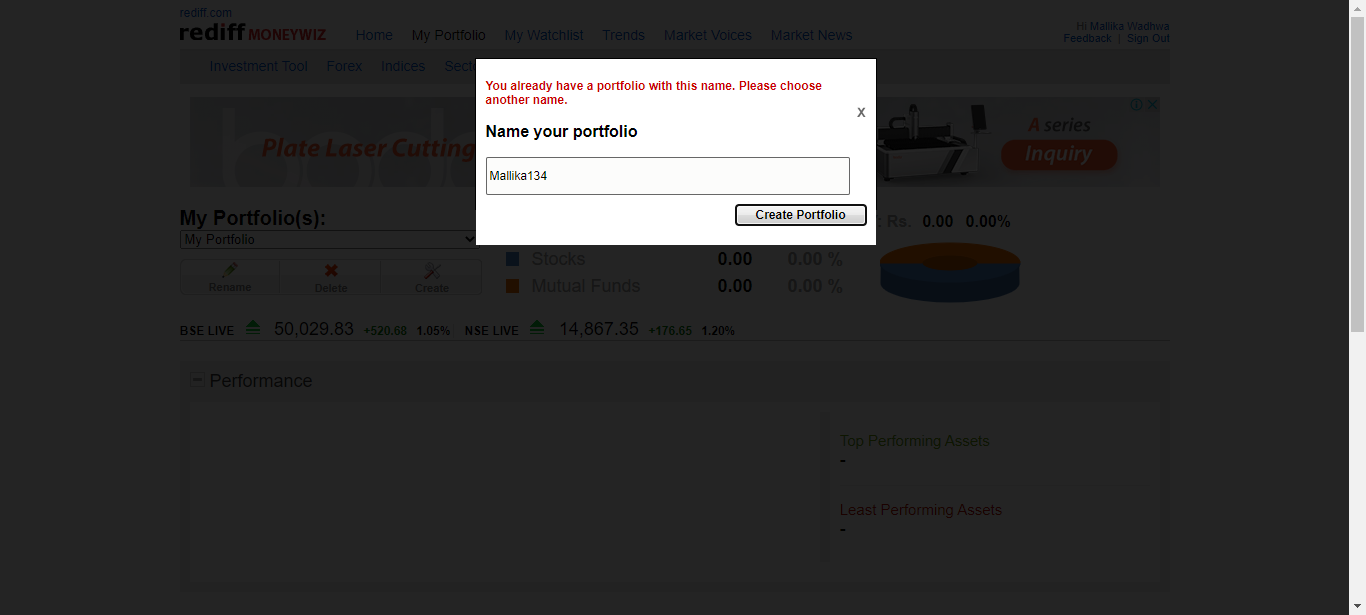 rediff.com
rediff MONEYWIZ
Home My Portfolio My Watchlist Trends Market Voices Market News
Hi Mallika Wadhwa
Feedback | Sign Out
Investment Tool Forex Indices
You already have a portfolio with this name. Please choose
another name.
x
Name your portfolio
Mallika134
Create Portfolio
Plate Laser Cutting
A series
Inquiry
My Portfolio(s):
My Portfolio
Rename Delete Create
: Rs. 0.00 0.00%
Stocks 0.00 0.00 %
Mutual Funds 0.00 0.00 %
BSE LIVE 50,029.83 +520.68 1.05% NSE LIVE 14,867.35 +176.65 1.20%
Performance
Top Performing Assets
-
Least Performing Assets
-